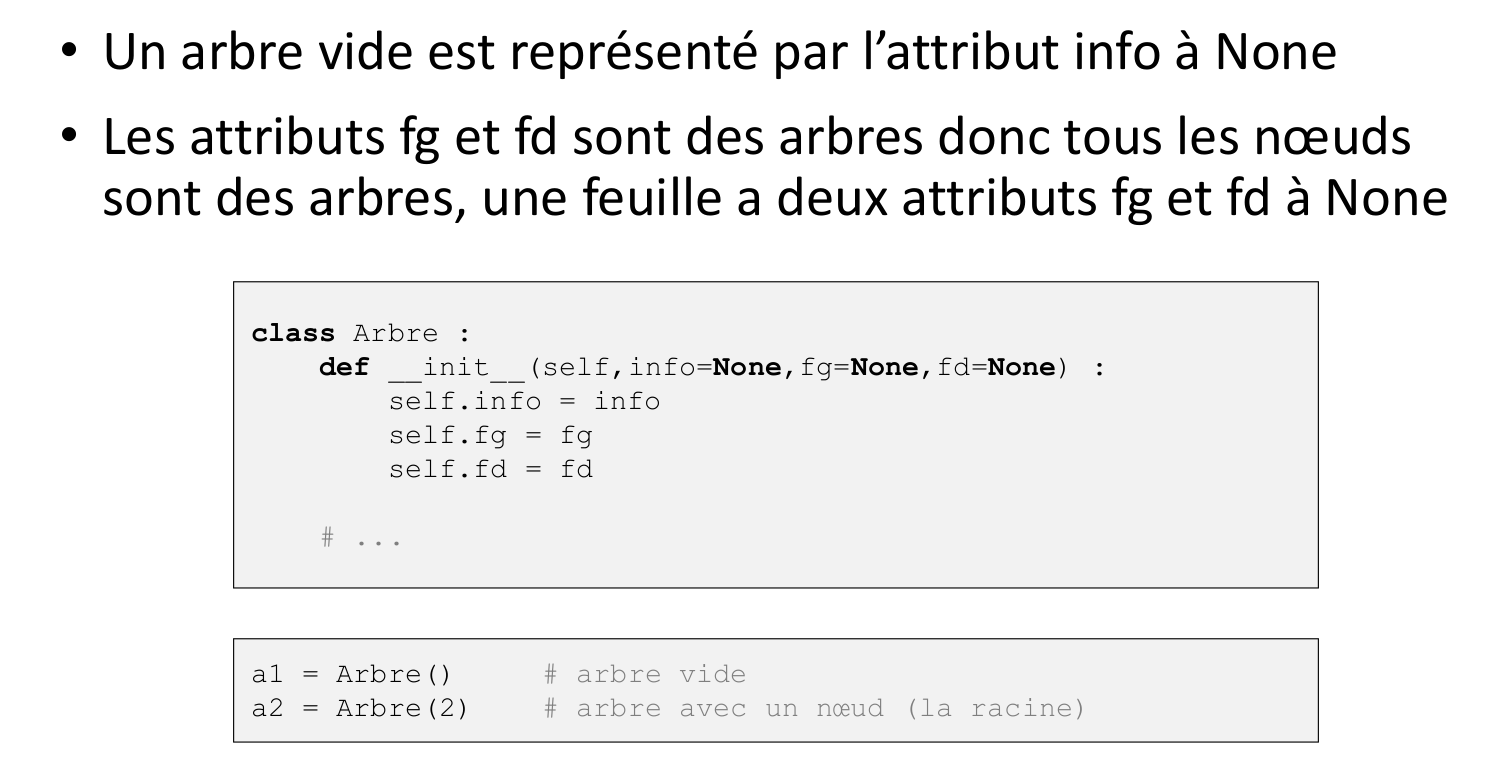 • Un arbre vide est représenté par l’attribut info à None
• Les attributs fg et fd sont des arbres donc tous les nœuds
sont des arbres, une feuille a deux attributs fg et fd à None
class Arbre :
    def __init__(self,info=None,fg=None,fd=None) :
        self.info = info
        self.fg = fg
        self.fd = fd
    # ...
a1 = Arbre()     # arbre vide
a2 = Arbre(2)    # arbre avec un nœud (la racine)